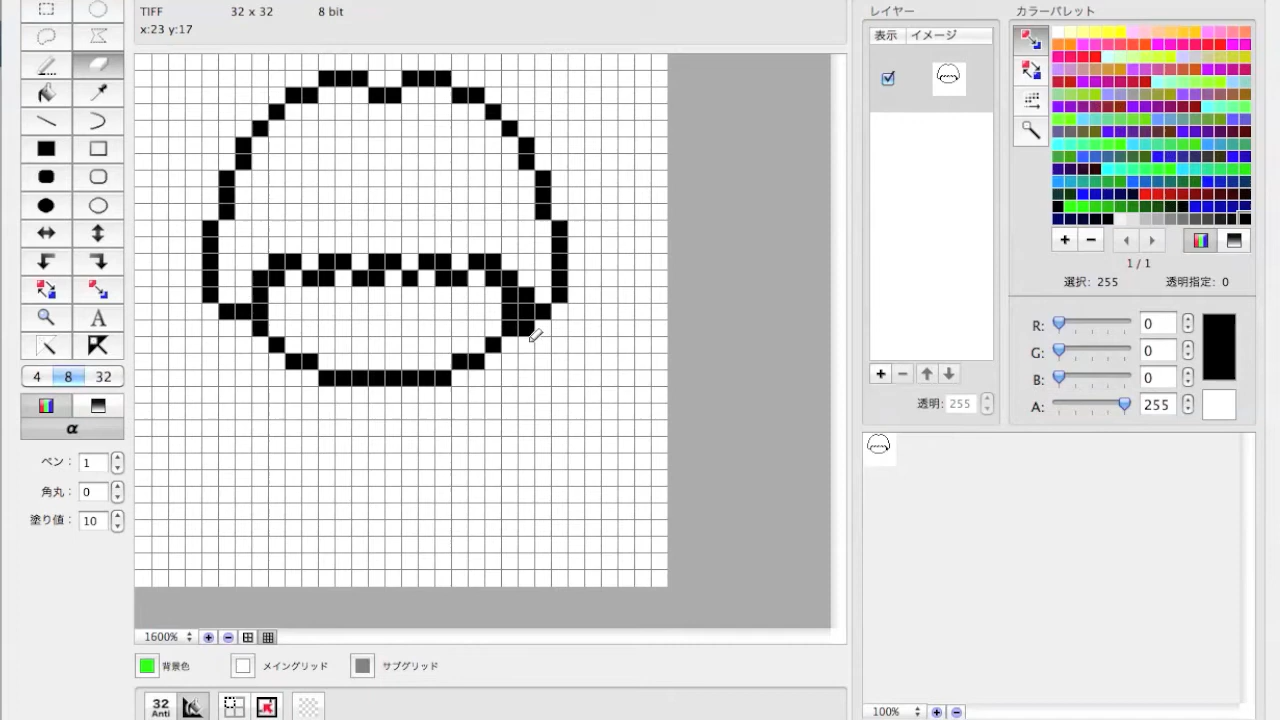 TIFF 32 x 32 8 bit
x:23 y:17
レイヤー
カラーパレット
表示 イメージ
A
4 8 32
α
ペン： 1
角丸： 0
塗り値： 10
1 / 1
選択： 255 透明指定： 0
R: 0
G: 0
B: 0
A: 255
透明： 255
1600%
背景色 メイングリッド サブグリッド
32
Anti
100%